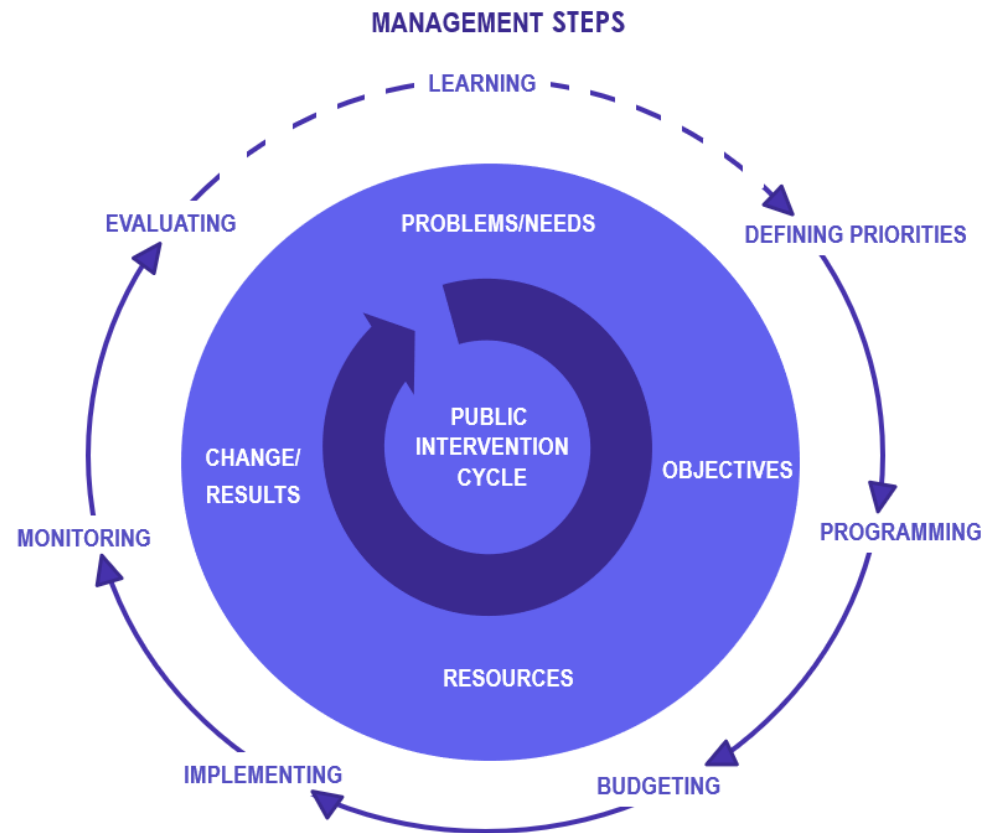 MANAGEMENT STEPS
LEARNING
DEFINING PRIORITIES
PROGRAMMING
BUDGETING
IMPLEMENTING
MONITORING
EVALUATING
PROBLEMS/NEEDS
OBJECTIVES
RESOURCES
CHANGE/
RESULTS
PUBLIC
INTERVENTION
CYCLE